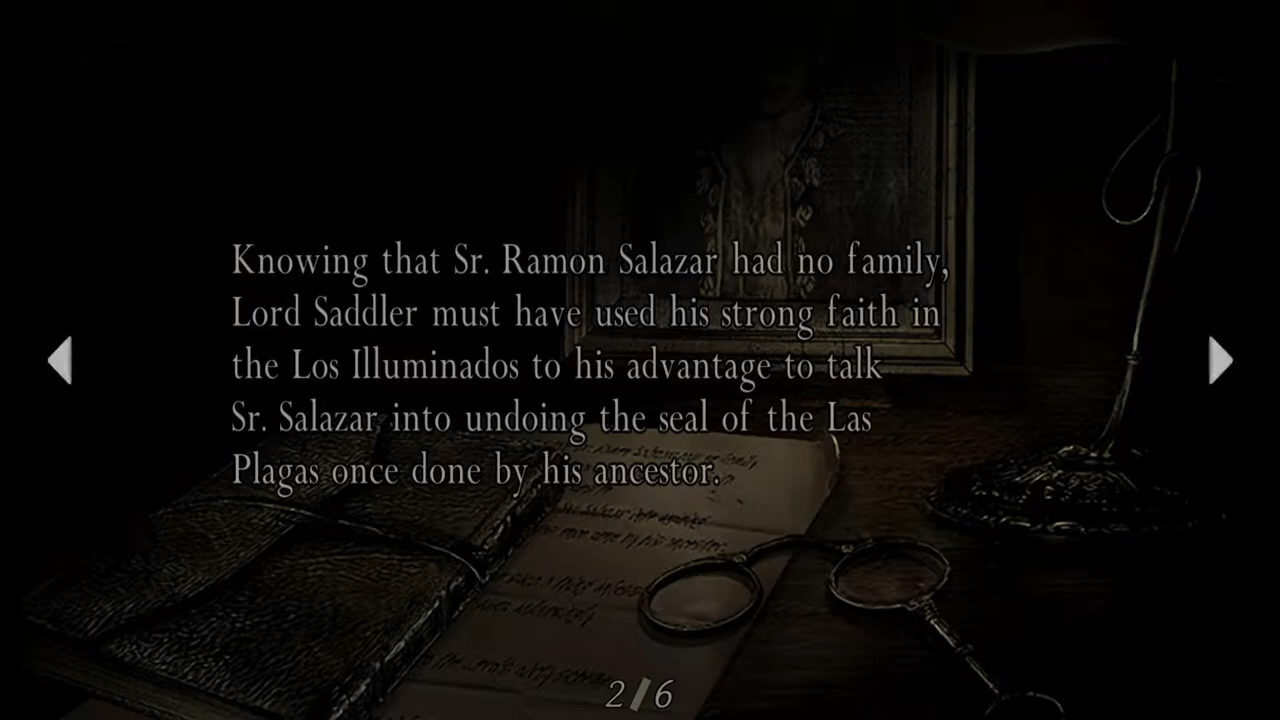 Knowing that Sr. Ramon Salazar had no family,
Lord Saddler must have used his strong faith in
the Los Illuminados to his advantage to talk
Sr. Salazar into undoing the seal of the Las
Plagas once done by his ancestor.
2/6